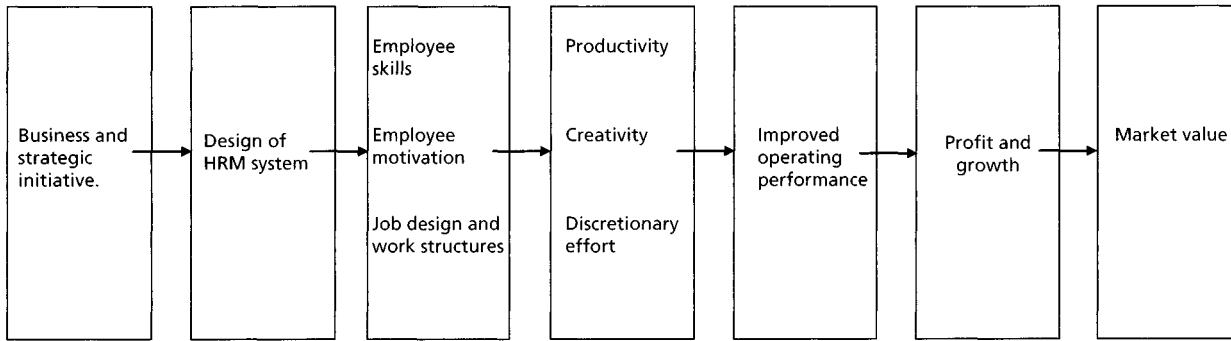 Business and
strategic
initiative.
Design of
HRM system
Employee
skills
Employee
motivation
Job design and
work structures
Productivity
Creativity
Discretionary
effort
Improved
operating
performance
Profit and
growth
Market value